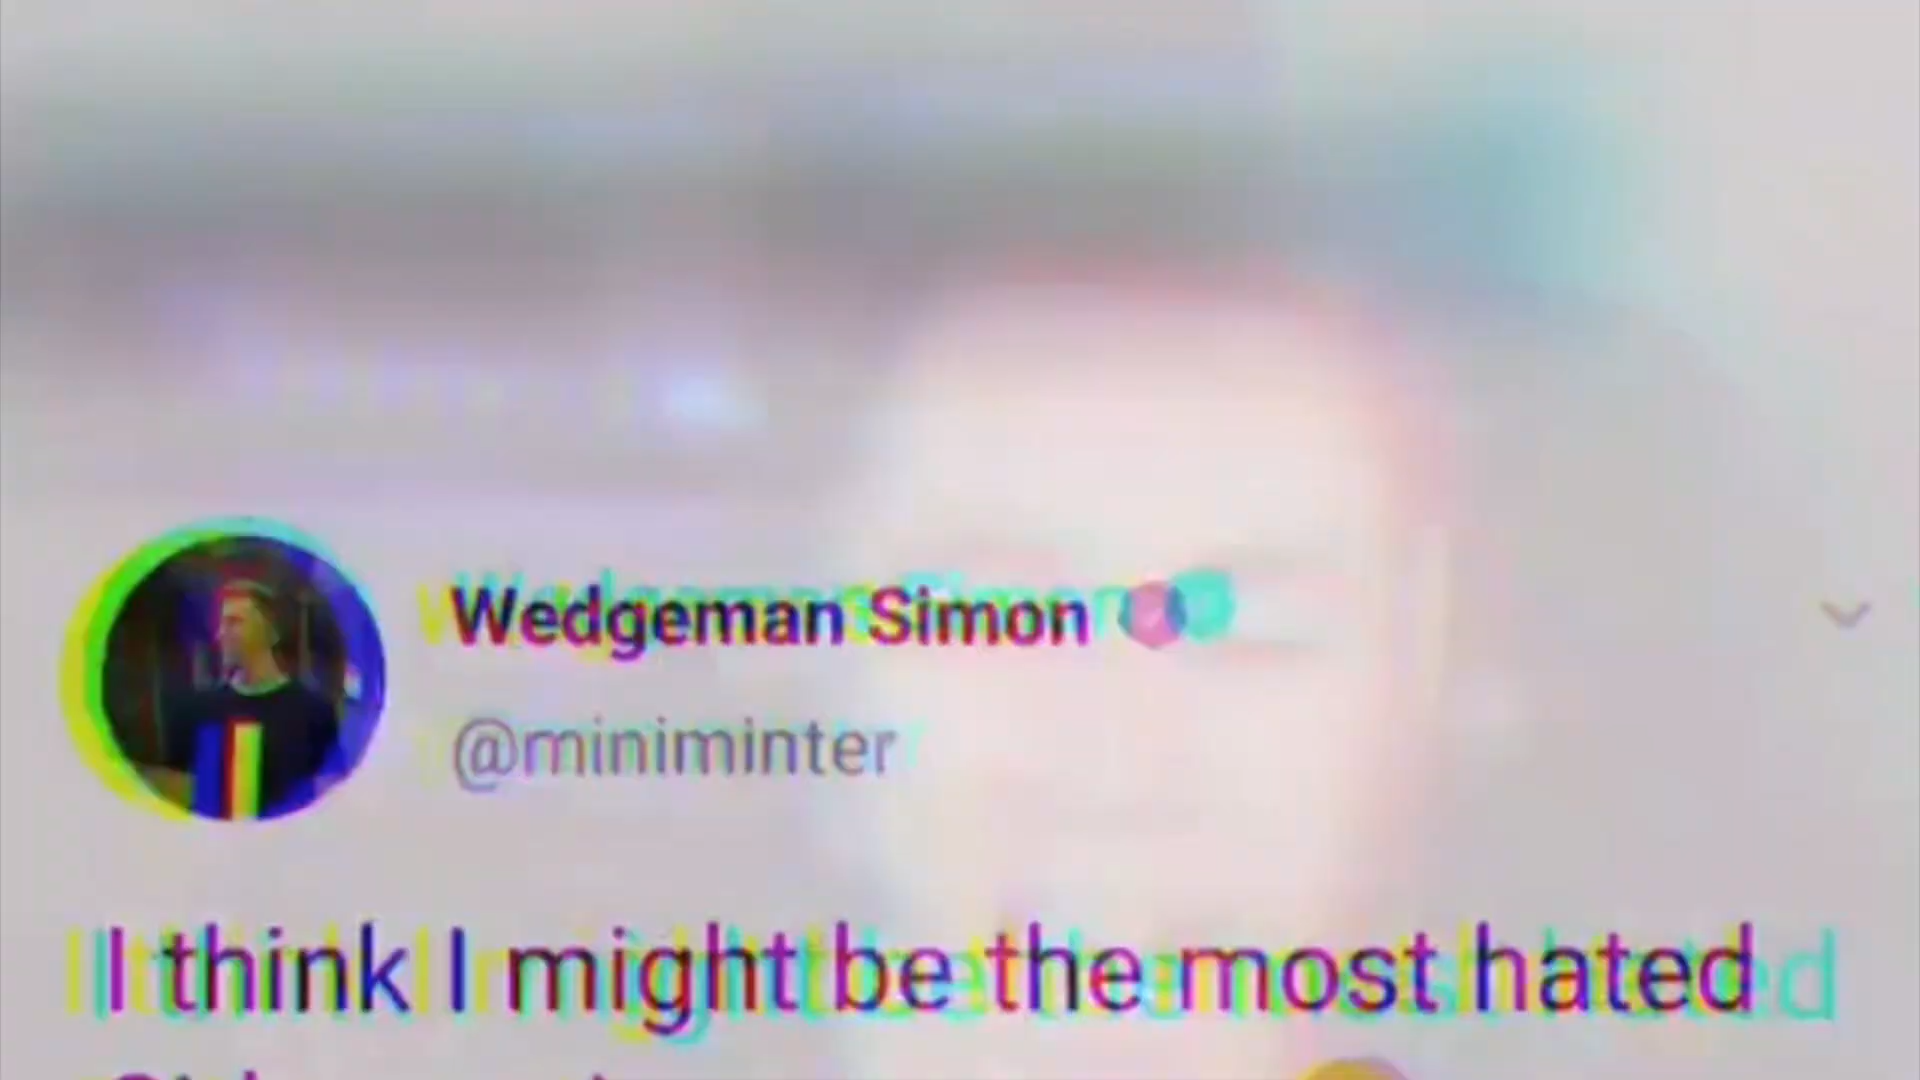 Wedgeman Simon
@miniminter
I think I might be the most hated